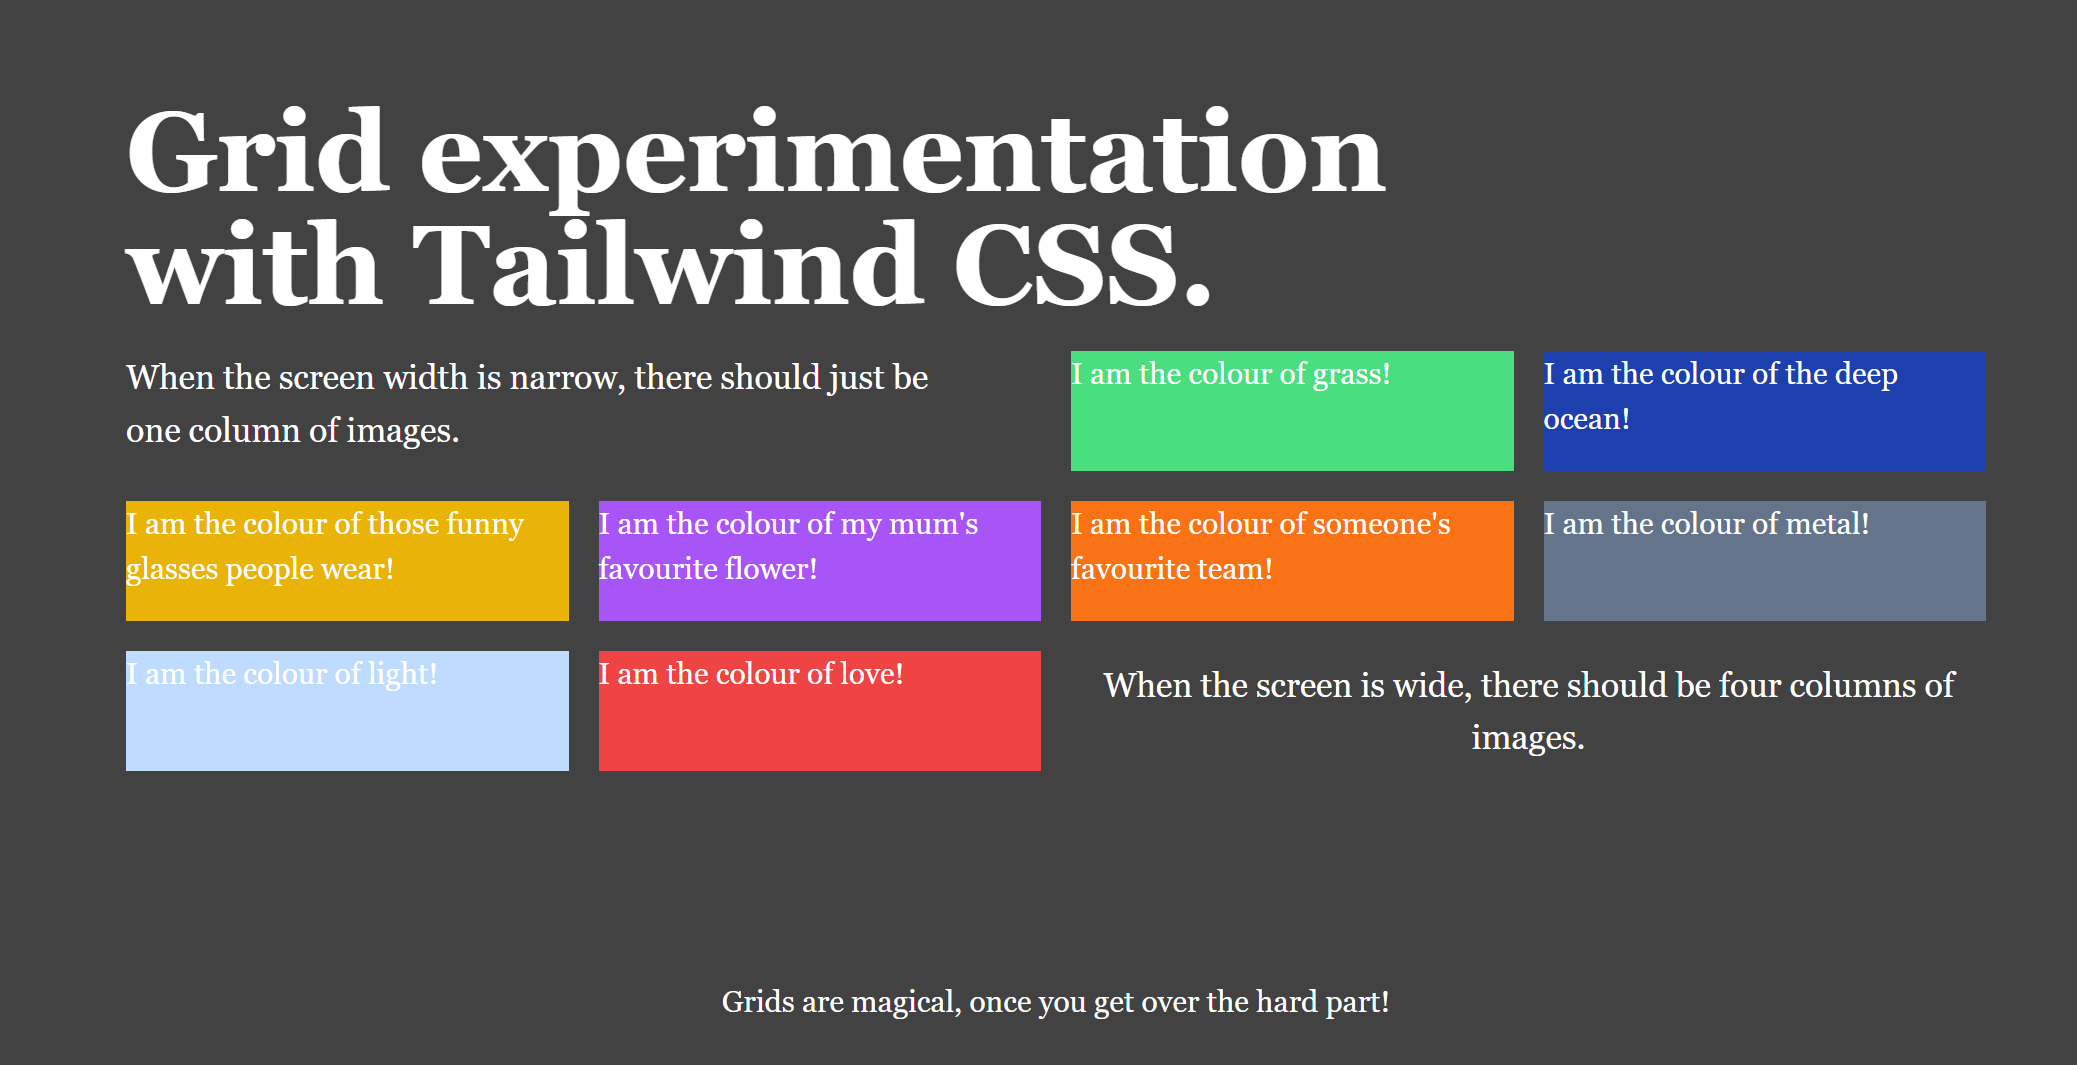 Grid experimentation
with Tailwind CSS.
When the screen width is narrow, there should just be
one column of images.
I am the colour of grass!
I am the colour of the deep
ocean!
I am the colour of those funny
glasses people wear!
I am the colour of my mum's
favourite flower!
I am the colour of someone's
favourite team!
I am the colour of metal!
I am the colour of light!
I am the colour of love!
When the screen is wide, there should be four columns of
images.
Grids are magical, once you get over the hard part!